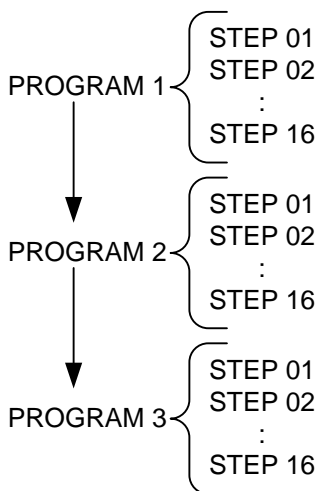 STEP 01
STEP 02
PROGRAM 1
:
STEP 16
STEP 01
STEP 02
PROGRAM 2
:
STEP 16
STEP 01
STEP 02
PROGRAM 3
:
STEP 16